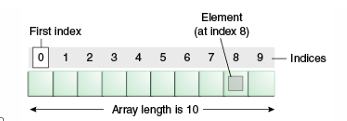 Element
(at index 8)
First index
0 1 2 3 4 5 6 7 8 9 Indices
Array length is 10